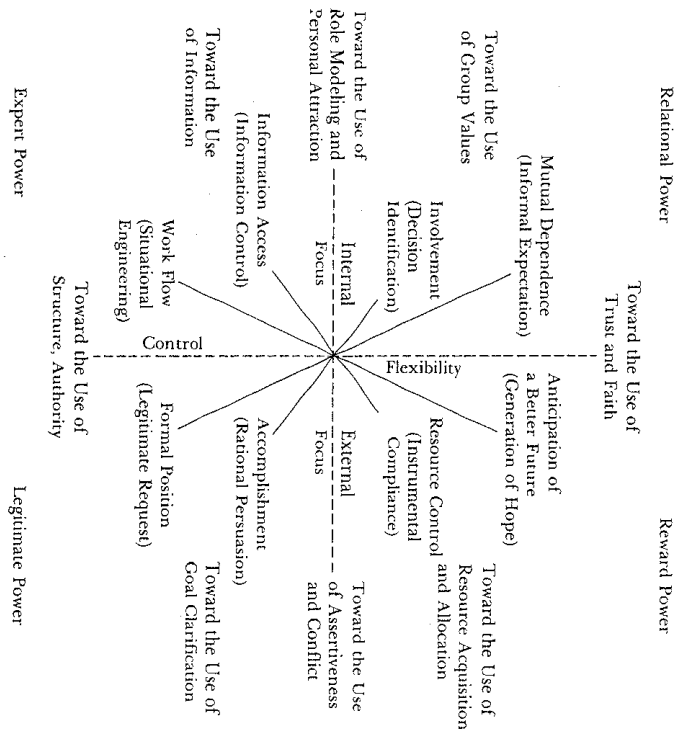 Relational Power
Toward the Use of
Trust and Faith
Reward Power
Toward the Use
of Group Values
Mutual Dependence
(Informal Expectation)
Anticipation of
a Better Future
(Generation of Hope)
Toward the Use of
Resource Acquisition
and Allocation
Involvement
(Decision
Identification)
Flexibility
Resource Control
(Instrumental
Compliance)
Toward the Use of
Role Modeling and
Personal Attraction
Internal
Focus
External
Focus
Toward the Use
of Assertiveness
and Conflict
Information Access
(Information Control)
Accomplishment
(Rational Persuasion)
Toward the Use
of Information
Work Flow
(Situational
Engineering)
Control
Formal Position
(Legitimate Request)
Toward the Use of
Goal Clarification
Expert Power
Toward the Use of
Structure, Authority
Legitimate Power